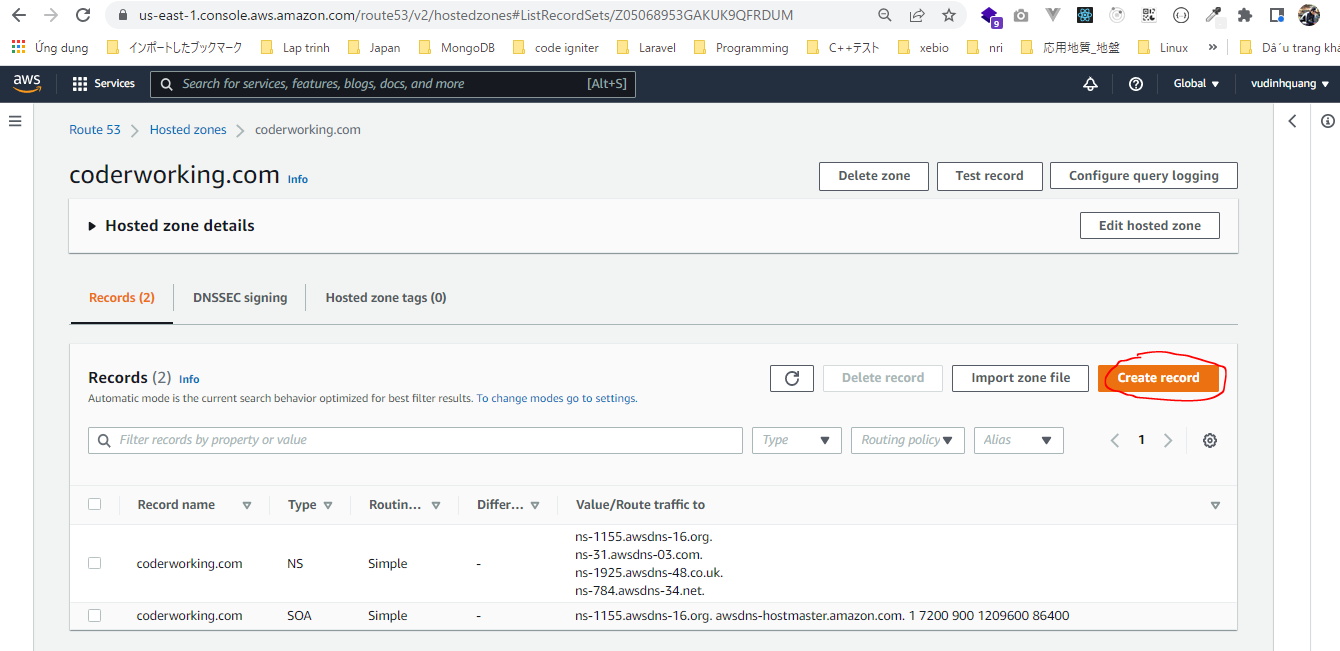 us-east-1.console.aws.amazon.com/route53/v2/hostedzones#ListRecordSets/Z05068953GAKUK9QFRDUM
9
Ứng dụng インポートしたブックマーク Lap trinh Japan MongoDB code igniter Laravel Programming C++テスト xebio nri 応用地質_地盤 Linux » Dấu trang khá
aws Services Search for services, features, blogs, docs, and more [Alt+S] Global vudinhquang
Route 53 Hosted zones coderworking.com
coderworking.com Info Delete zone Test record Configure query logging
Hosted zone details Edit hosted zone
Records (2) DNSSEC signing Hosted zone tags (0)
Records (2) Info Delete record Import zone file Create record
Automatic mode is the current search behavior optimized for best filter results. To change modes go to settings.
Filter records by property or value Type Routing policy Alias 1
Record name Type Routin... Differ... Value/Route traffic to
coderworking.com NS Simple - ns-1155.awsdns-16.org.
ns-31.awsdns-03.com.
ns-1925.awsdns-48.co.uk.
ns-784.awsdns-34.net.
coderworking.com SOA Simple - ns-1155.awsdns-16.org. awsdns-hostmaster.amazon.com. 1 7200 900 1209600 86400